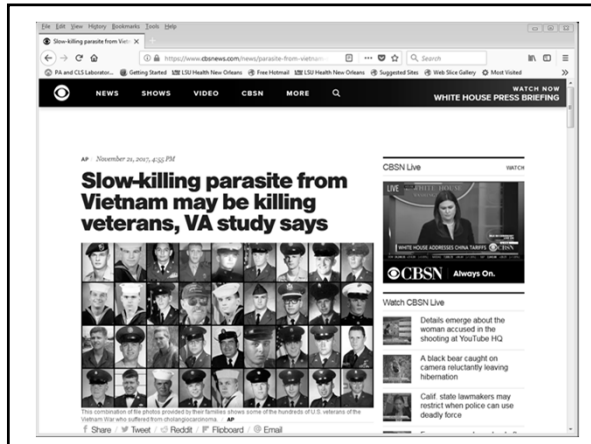 File Edit View History Bookmarks Tools Help
Slow-killing parasite from Vietn
https://www.cbsnews.com/news/parasite-from-vietnam
Search
PA and CLS Laborator... Getting Started LSU Health New Orleans Free Hotmail LSU Health New Orleans Suggested Sites Web Slice Gallery Most Visited
NEWS SHOWS VIDEO CBSN MORE
WATCH NOW
WHITE HOUSE PRESS BRIEFING
AP November 21, 2017, 4:55 PM
Slow-killing parasite from
Vietnam may be killing
veterans, VA study says
This combination of file photos provided by their families shows some of the hundreds of U.S. veterans of the
Vietnam War who suffered from cholangiocarcinoma. / AP
Share / Tweet / Reddit / Flipboard / Email
CBSN Live WATCH
LIVE
WHITE HOUSE ADDRESSES CHINA TARIFFS CBSN
CBSN Always On.
Watch CBSN Live
Details emerge about the
woman accused in the
shooting at YouTube HQ
A black bear caught on
camera reluctantly leaving
hibernation
Calif. state lawmakers may
restrict when police can use
deadly force